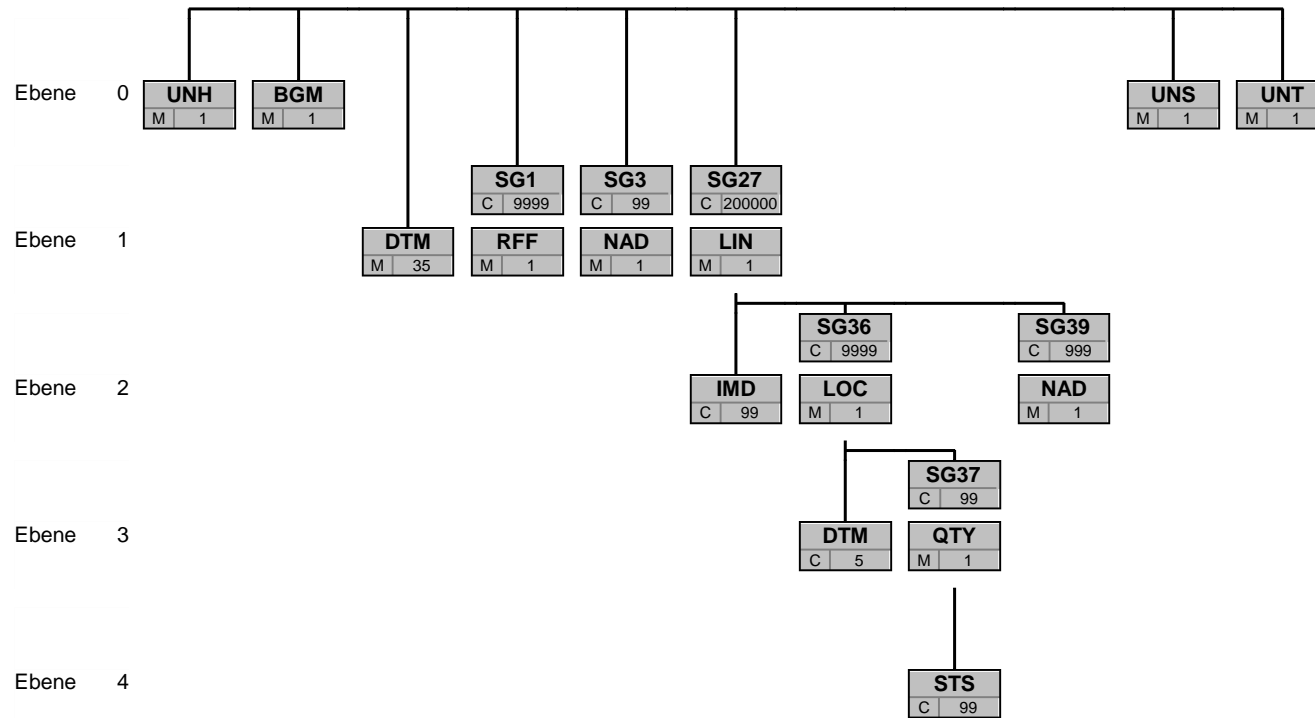 Ebene 0
UNH
M 1
BGM
M 1
UNS
M 1
UNT
M 1
SG1
C 9999
SG3
C 99
SG27
C 200000
Ebene 1
DTM
M 35
RFF
M 1
NAD
M 1
LIN
M 1
SG36
C 9999
SG39
C 999
Ebene 2
IMD
C 99
LOC
M 1
NAD
M 1
SG37
C 99
Ebene 3
DTM
C 5
QTY
M 1
Ebene 4
STS
C 99